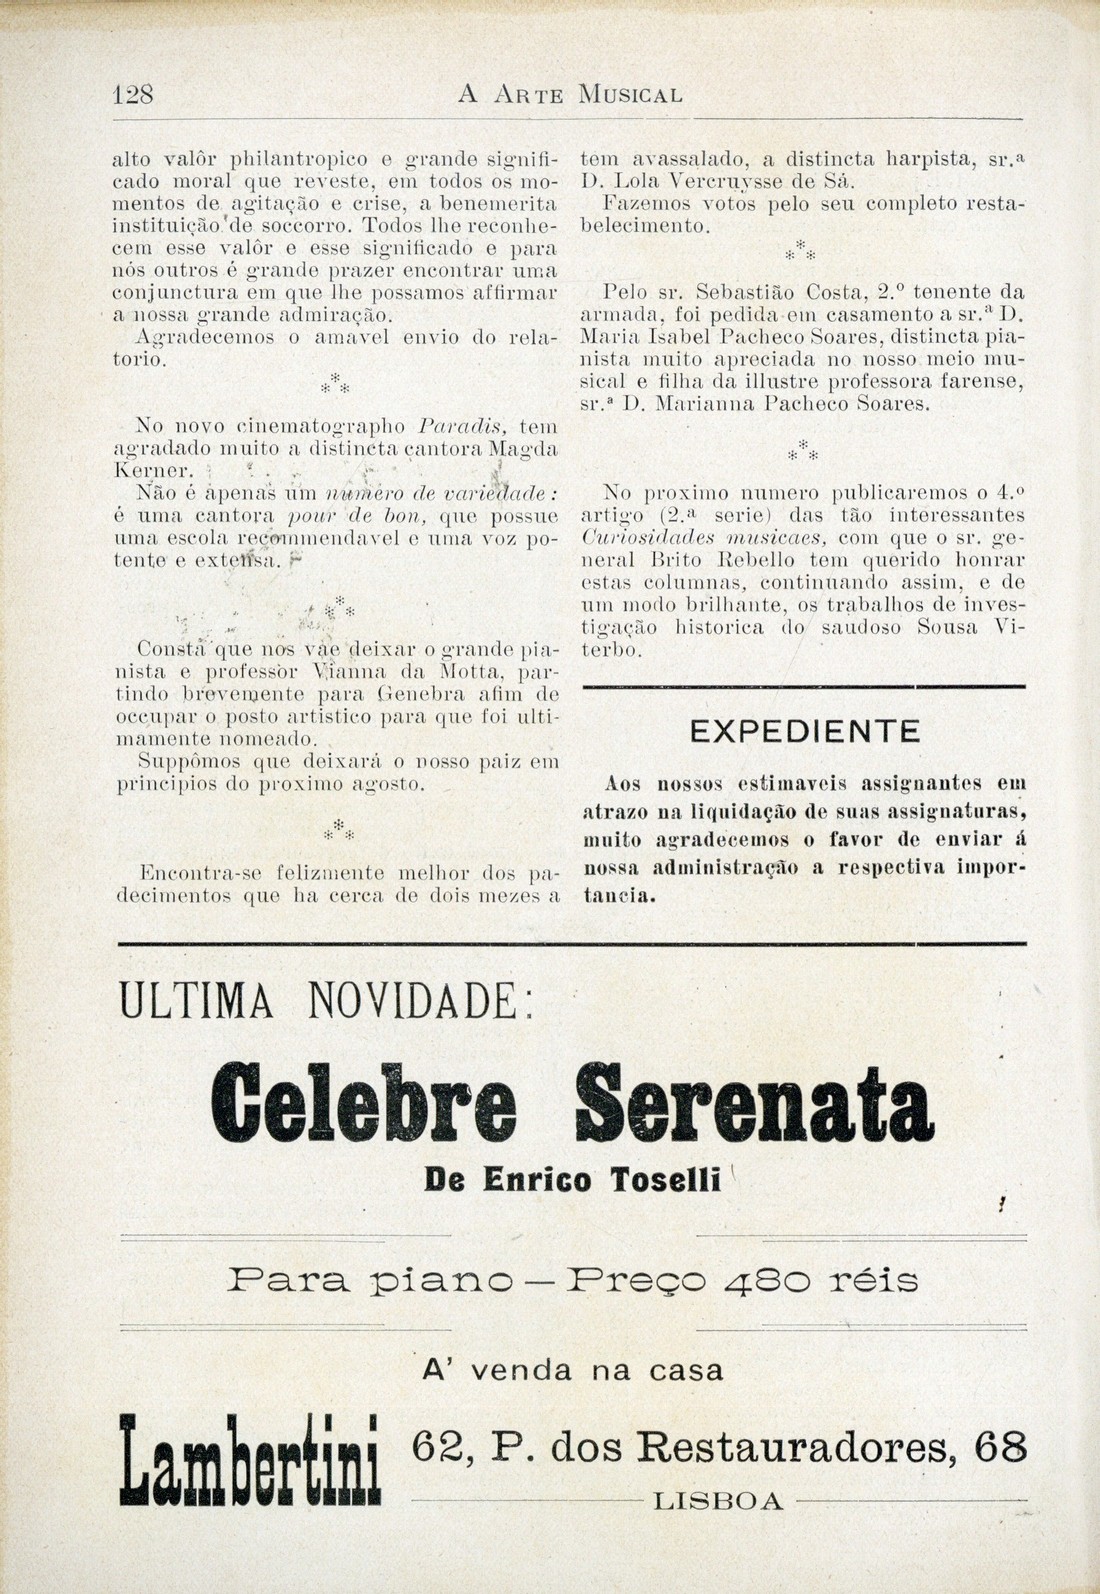 128
A ARTE MUSICAL
alto valôr philantropico e grande signifi-
cado moral que reveste, em todos os mo-
mentos de agitação e crise, a benemerita
instituição de soccorro. Todos lhe reconhe-
cem esse valôr e esse significado e para
nós outros é grande prazer encontrar uma
conjunctura em que lhe possamos affirmar
a nossa grande admiração.
Agradecemos o amavel envio do rela-
torio.
***
No novo cinematographo Paradis, tem
agradado muito a distincta cantora Magda
Kerner.
Não é apenas um numéro de variedade:
é uma cantora pour de bon, que possue
uma escola recommendavel e uma voz po-
tente e extensa.
***
Consta que nos vae deixar o grande pia-
nista e professor Vianna da Motta, par-
tindo brevemente para Genebra afim de
occupar o posto artistico para que foi ulti-
mamente nomeado.
Suppômos que deixará o nosso paiz em
principios do proximo agosto.
***
Encontra-se felizmente melhor dos pa-
decimentos que ha cerca de dois mezes a
tem avassalado, a distincta harpista, sr.ª
D. Lola Vercruysse de Sá.
Fazemos votos pelo seu completo resta-
belecimento.
***
Pelo sr. Sebastião Costa, 2.º tenente da
armada, foi pedida em casamento a sr.ª D.
Maria Isabel Pacheco Soares, distincta pia-
nista muito apreciada no nosso meio mu-
sical e filha da illustre professora farense,
sr.ª D. Marianna Pacheco Soares.
***
No proximo numero publicaremos o 4.º
artigo (2.ª serie) das tão interessantes
Curiosidades musicaes, com que o sr. ge-
neral Brito Rebello tem querido honrar
estas columnas, continuando assim, e de
um modo brilhante, os trabalhos de inves-
tigação historica do saudoso Sousa Vi-
terbo.
EXPEDIENTE
Aos nossos estimaveis assignantes em
atrazo na liquidação de suas assignaturas,
muito agradecemos o favor de enviar á
nossa administração a respectiva impor-
tancia.
ULTIMA NOVIDADE:
Celebre Serenata
De Enrico Toselli
Para piano — Preço 480 réis
A' venda na casa
Lambertini
62, P. dos Restauradores, 68
LISBOA